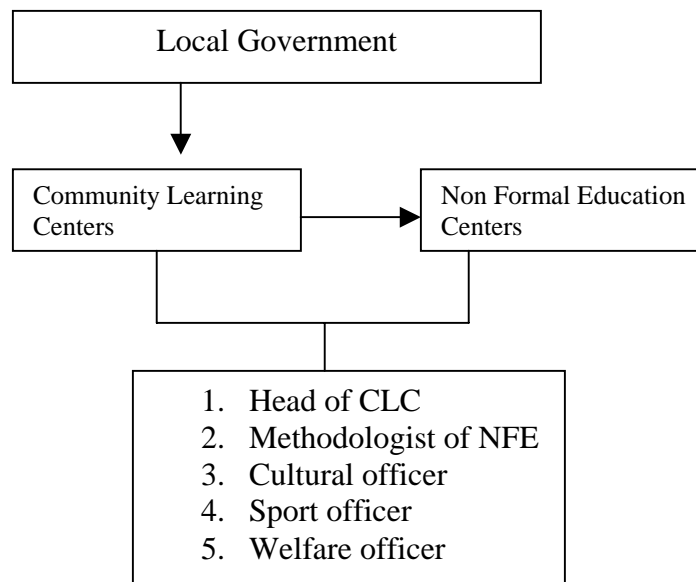 Local Government
Community Learning
Centers
Non Formal Education
Centers
1. Head of CLC
2. Methodologist of NFE
3. Cultural officer
4. Sport officer
5. Welfare officer